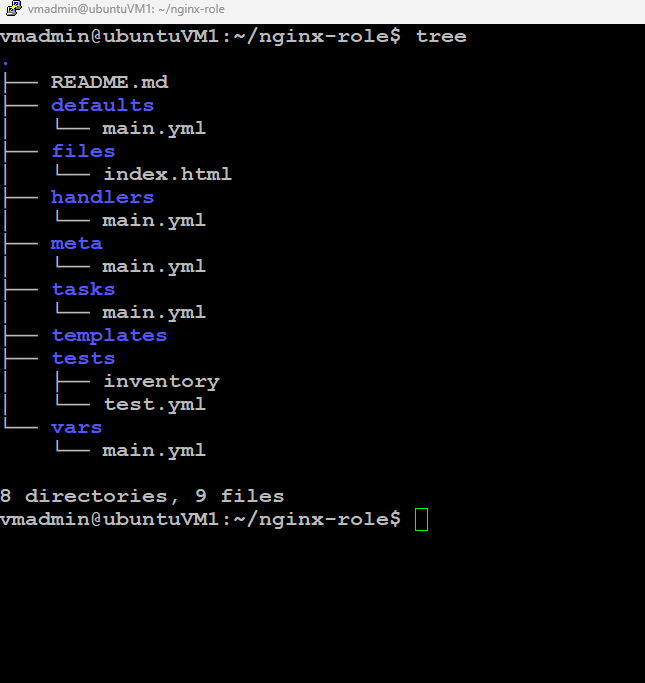 vmadmin@ubuntuVM1: ~/nginx-role
vmadmin@ubuntuVM1:~/nginx-role$ tree
.
├── README.md
├── defaults
│   └── main.yml
├── files
│   └── index.html
├── handlers
│   └── main.yml
├── meta
│   └── main.yml
├── tasks
│   └── main.yml
├── templates
├── tests
│   ├── inventory
│   └── test.yml
└── vars
    └── main.yml
8 directories, 9 files
vmadmin@ubuntuVM1:~/nginx-role$